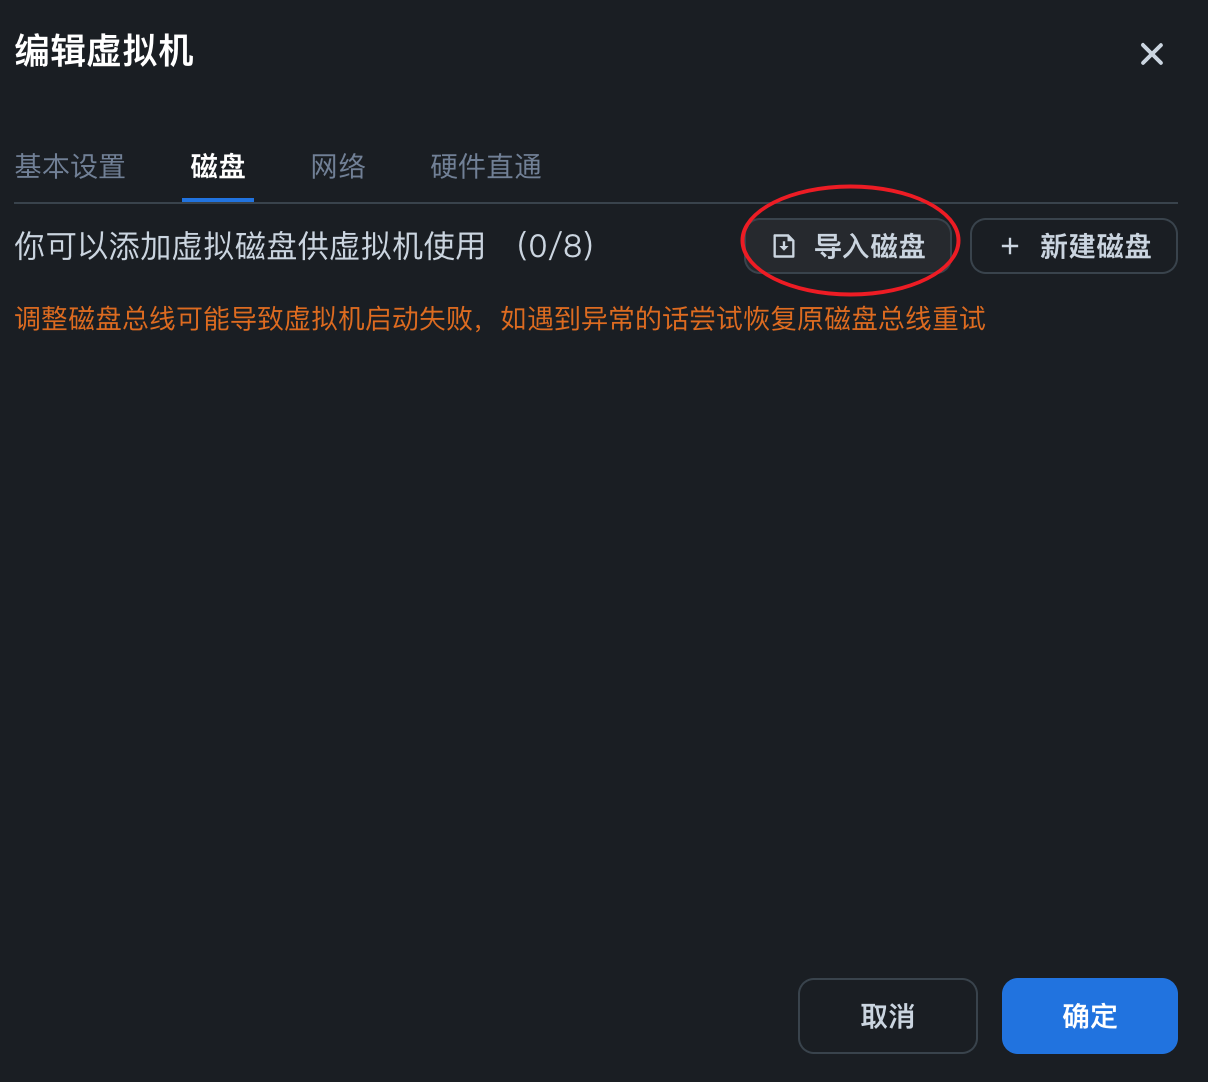 编辑虚拟机
基本设置 磁盘 网络 硬件直通
你可以添加虚拟磁盘供虚拟机使用 （0/8） 导入磁盘 + 新建磁盘
调整磁盘总线可能导致虚拟机启动失败，如遇到异常的话尝试恢复原磁盘总线重试
取消 确定